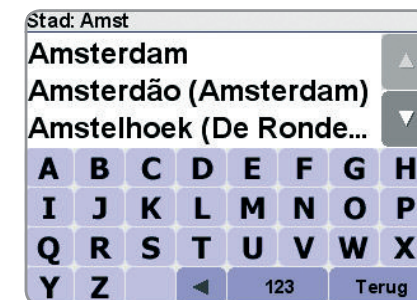 Stad: Amst
Amsterdam
Amsterdão (Amsterdam)
Amstelhoek (De Ronde...
A B C D E F G H
I J K L M N O P
Q R S T U V W X
Y Z 123 Terug